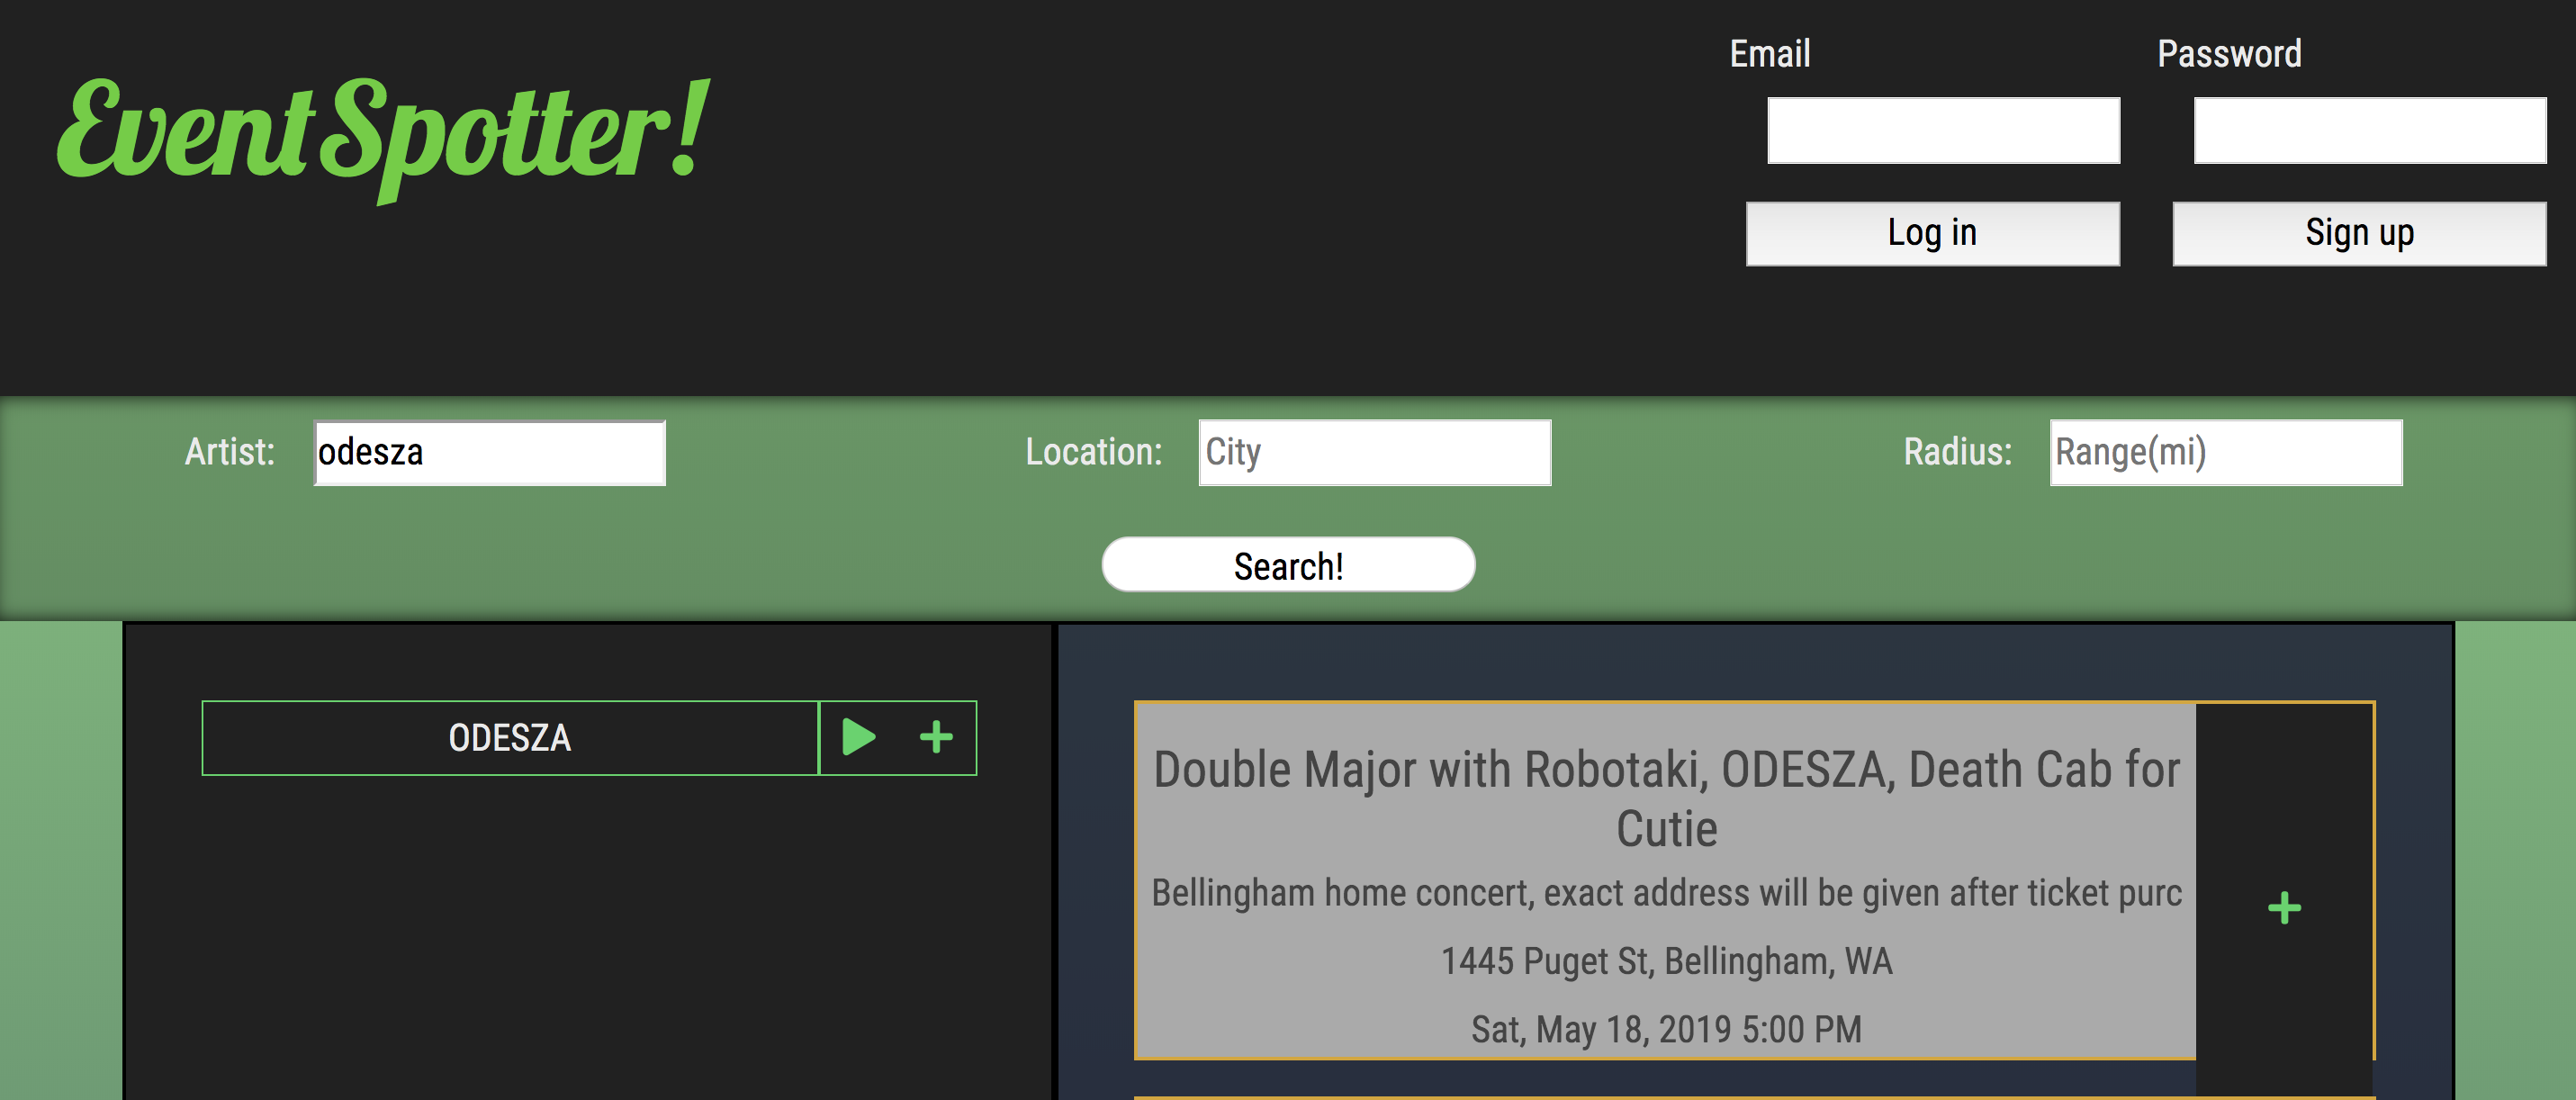 Event Spotter!
Email
Password
Log in
Sign up
Artist: odesza
Location: City
Radius: Range(mi)
Search!
ODESZA
Double Major with Robotaki, ODESZA, Death Cab for
Cutie
Bellingham home concert, exact address will be given after ticket purc
1445 Puget St, Bellingham, WA
Sat, May 18, 2019 5:00 PM